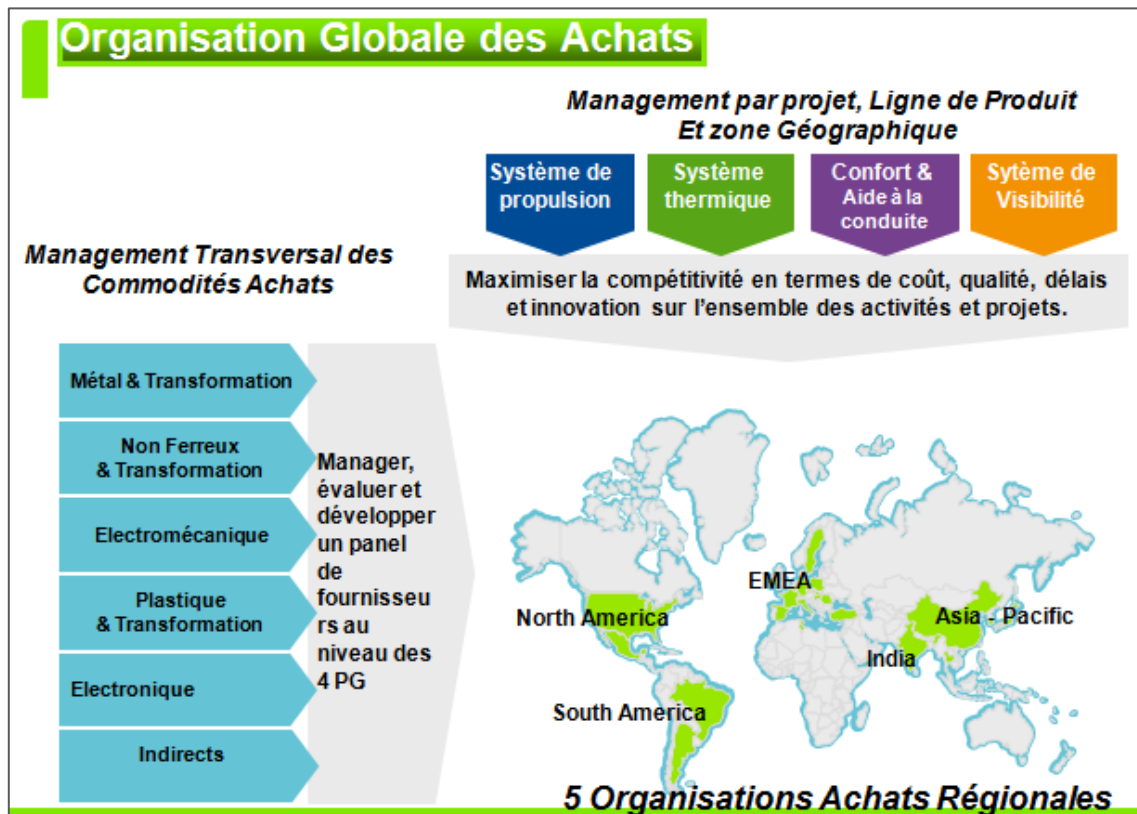 Organisation Globale des Achats
Management par projet, Ligne de Produit
Et zone Géographique
Système de
propulsion
Système
thermique
Confort &
Aide à la
conduite
Sytème de
Visibilité
Maximiser la compétitivité en termes de coût, qualité, délais
et innovation sur l'ensemble des activités et projets.
Management Transversal des
Commodités Achats
Métal & Transformation
Non Ferreux
& Transformation
Electromécanique
Plastique
& Transformation
Electronique
Indirects
Manager,
évaluer et
développer
un panel
de
fournisseu
rs au
niveau des
4 PG
EMEA
North America
Asia - Pacific
India
South America
5 Organisations Achats Régionales